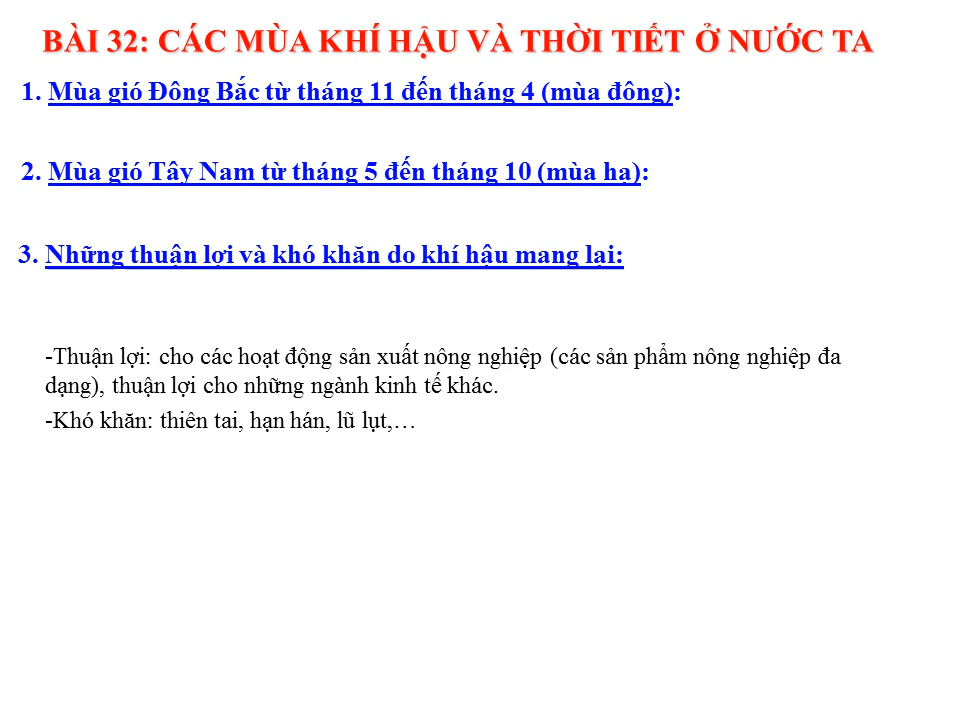 BÀI 32: CÁC MÙA KHÍ HẬU VÀ THỜI TIẾT Ở NƯỚC TA
1. Mùa gió Đông Bắc từ tháng 11 đến tháng 4 (mùa đông):
2. Mùa gió Tây Nam từ tháng 5 đến tháng 10 (mùa hạ):
3. Những thuận lợi và khó khăn do khí hậu mang lại:
-Thuận lợi: cho các hoạt động sản xuất nông nghiệp (các sản phẩm nông nghiệp đa
dạng), thuận lợi cho những ngành kinh tế khác.
-Khó khăn: thiên tai, hạn hán, lũ lụt,…